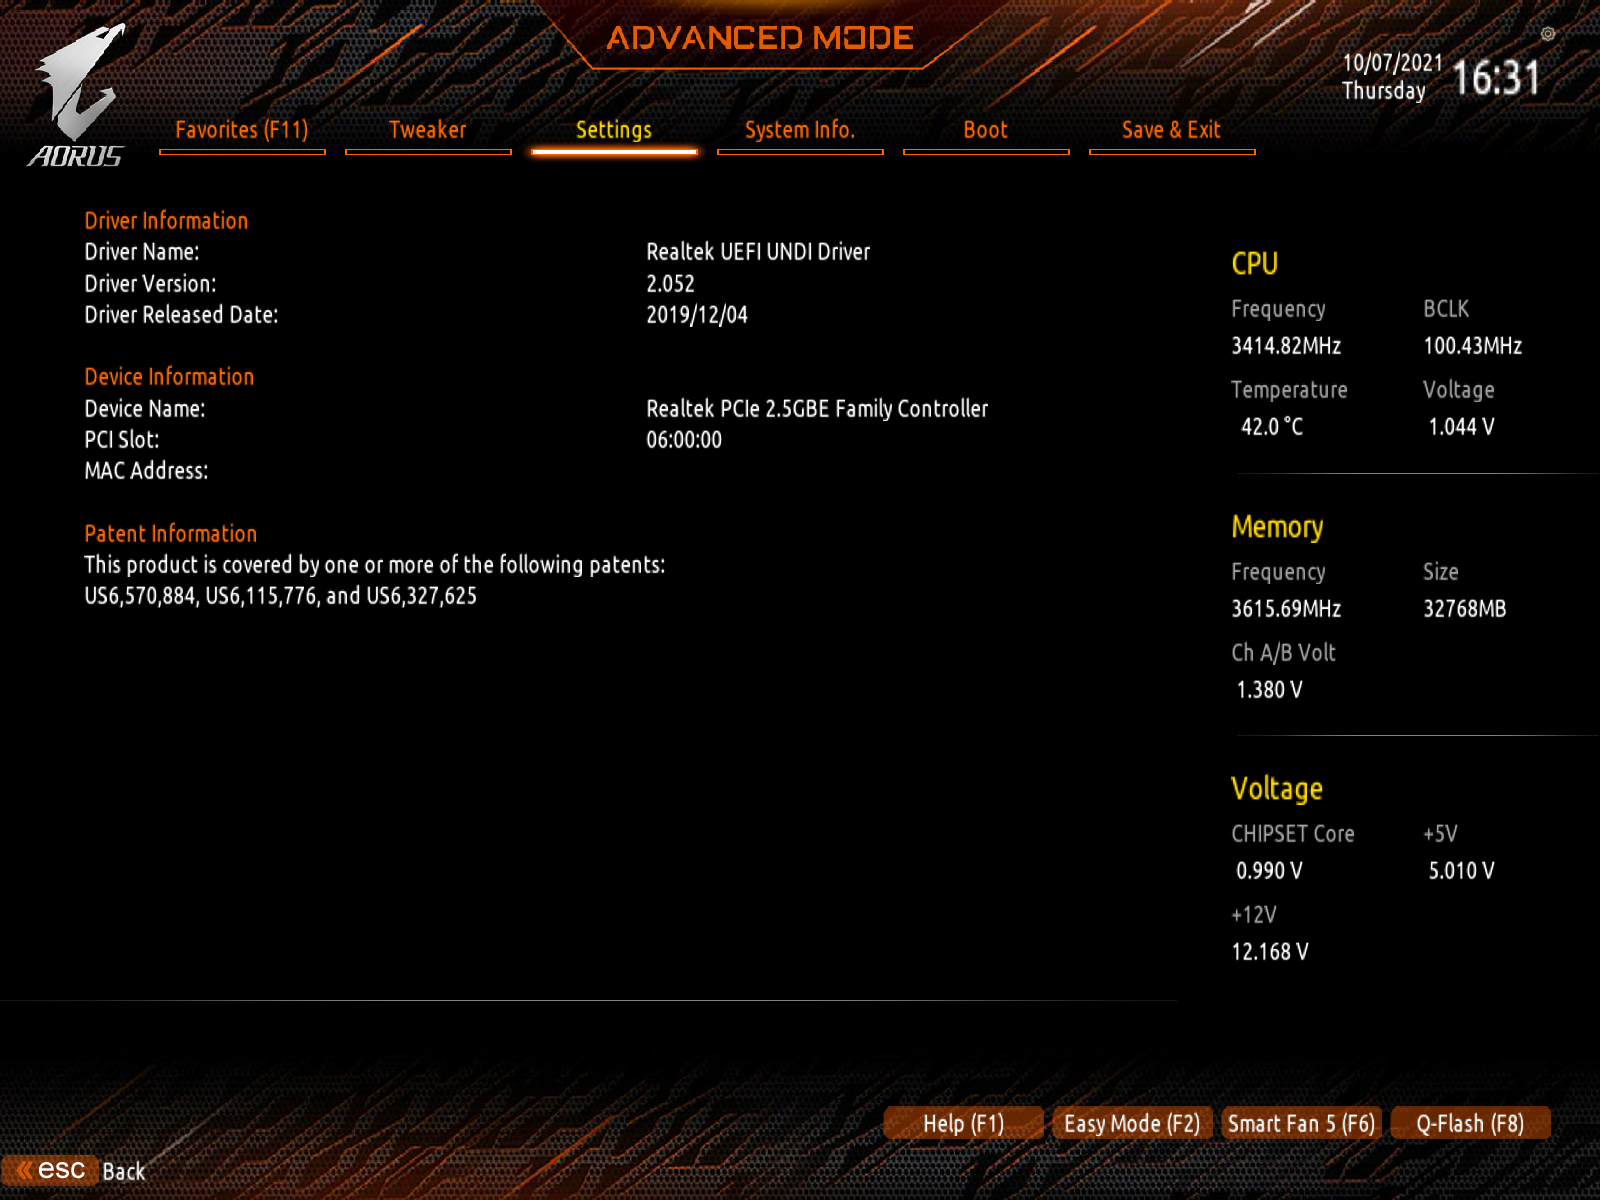 ADVANCED MODE
10/07/2021
Thursday
16:31
AORUS
Favorites (F11)
Tweaker
Settings
System Info.
Boot
Save & Exit
Driver Information
Driver Name: Realtek UEFI UNDI Driver
Driver Version: 2.052
Driver Released Date: 2019/12/04
Device Information
Device Name: Realtek PCIe 2.5GBE Family Controller
PCI Slot: 06:00:00
MAC Address:
Patent Information
This product is covered by one or more of the following patents:
US6,570,884, US6,115,776, and US6,327,625
CPU
Frequency BCLK
3414.82MHz 100.43MHz
Temperature Voltage
42.0 °C 1.044 V
Memory
Frequency Size
3615.69MHz 32768MB
Ch A/B Volt
1.380 V
Voltage
CHIPSET Core +5V
0.990 V 5.010 V
+12V
12.168 V
Help (F1)
Easy Mode (F2)
Smart Fan 5 (F6)
Q-Flash (F8)
esc Back